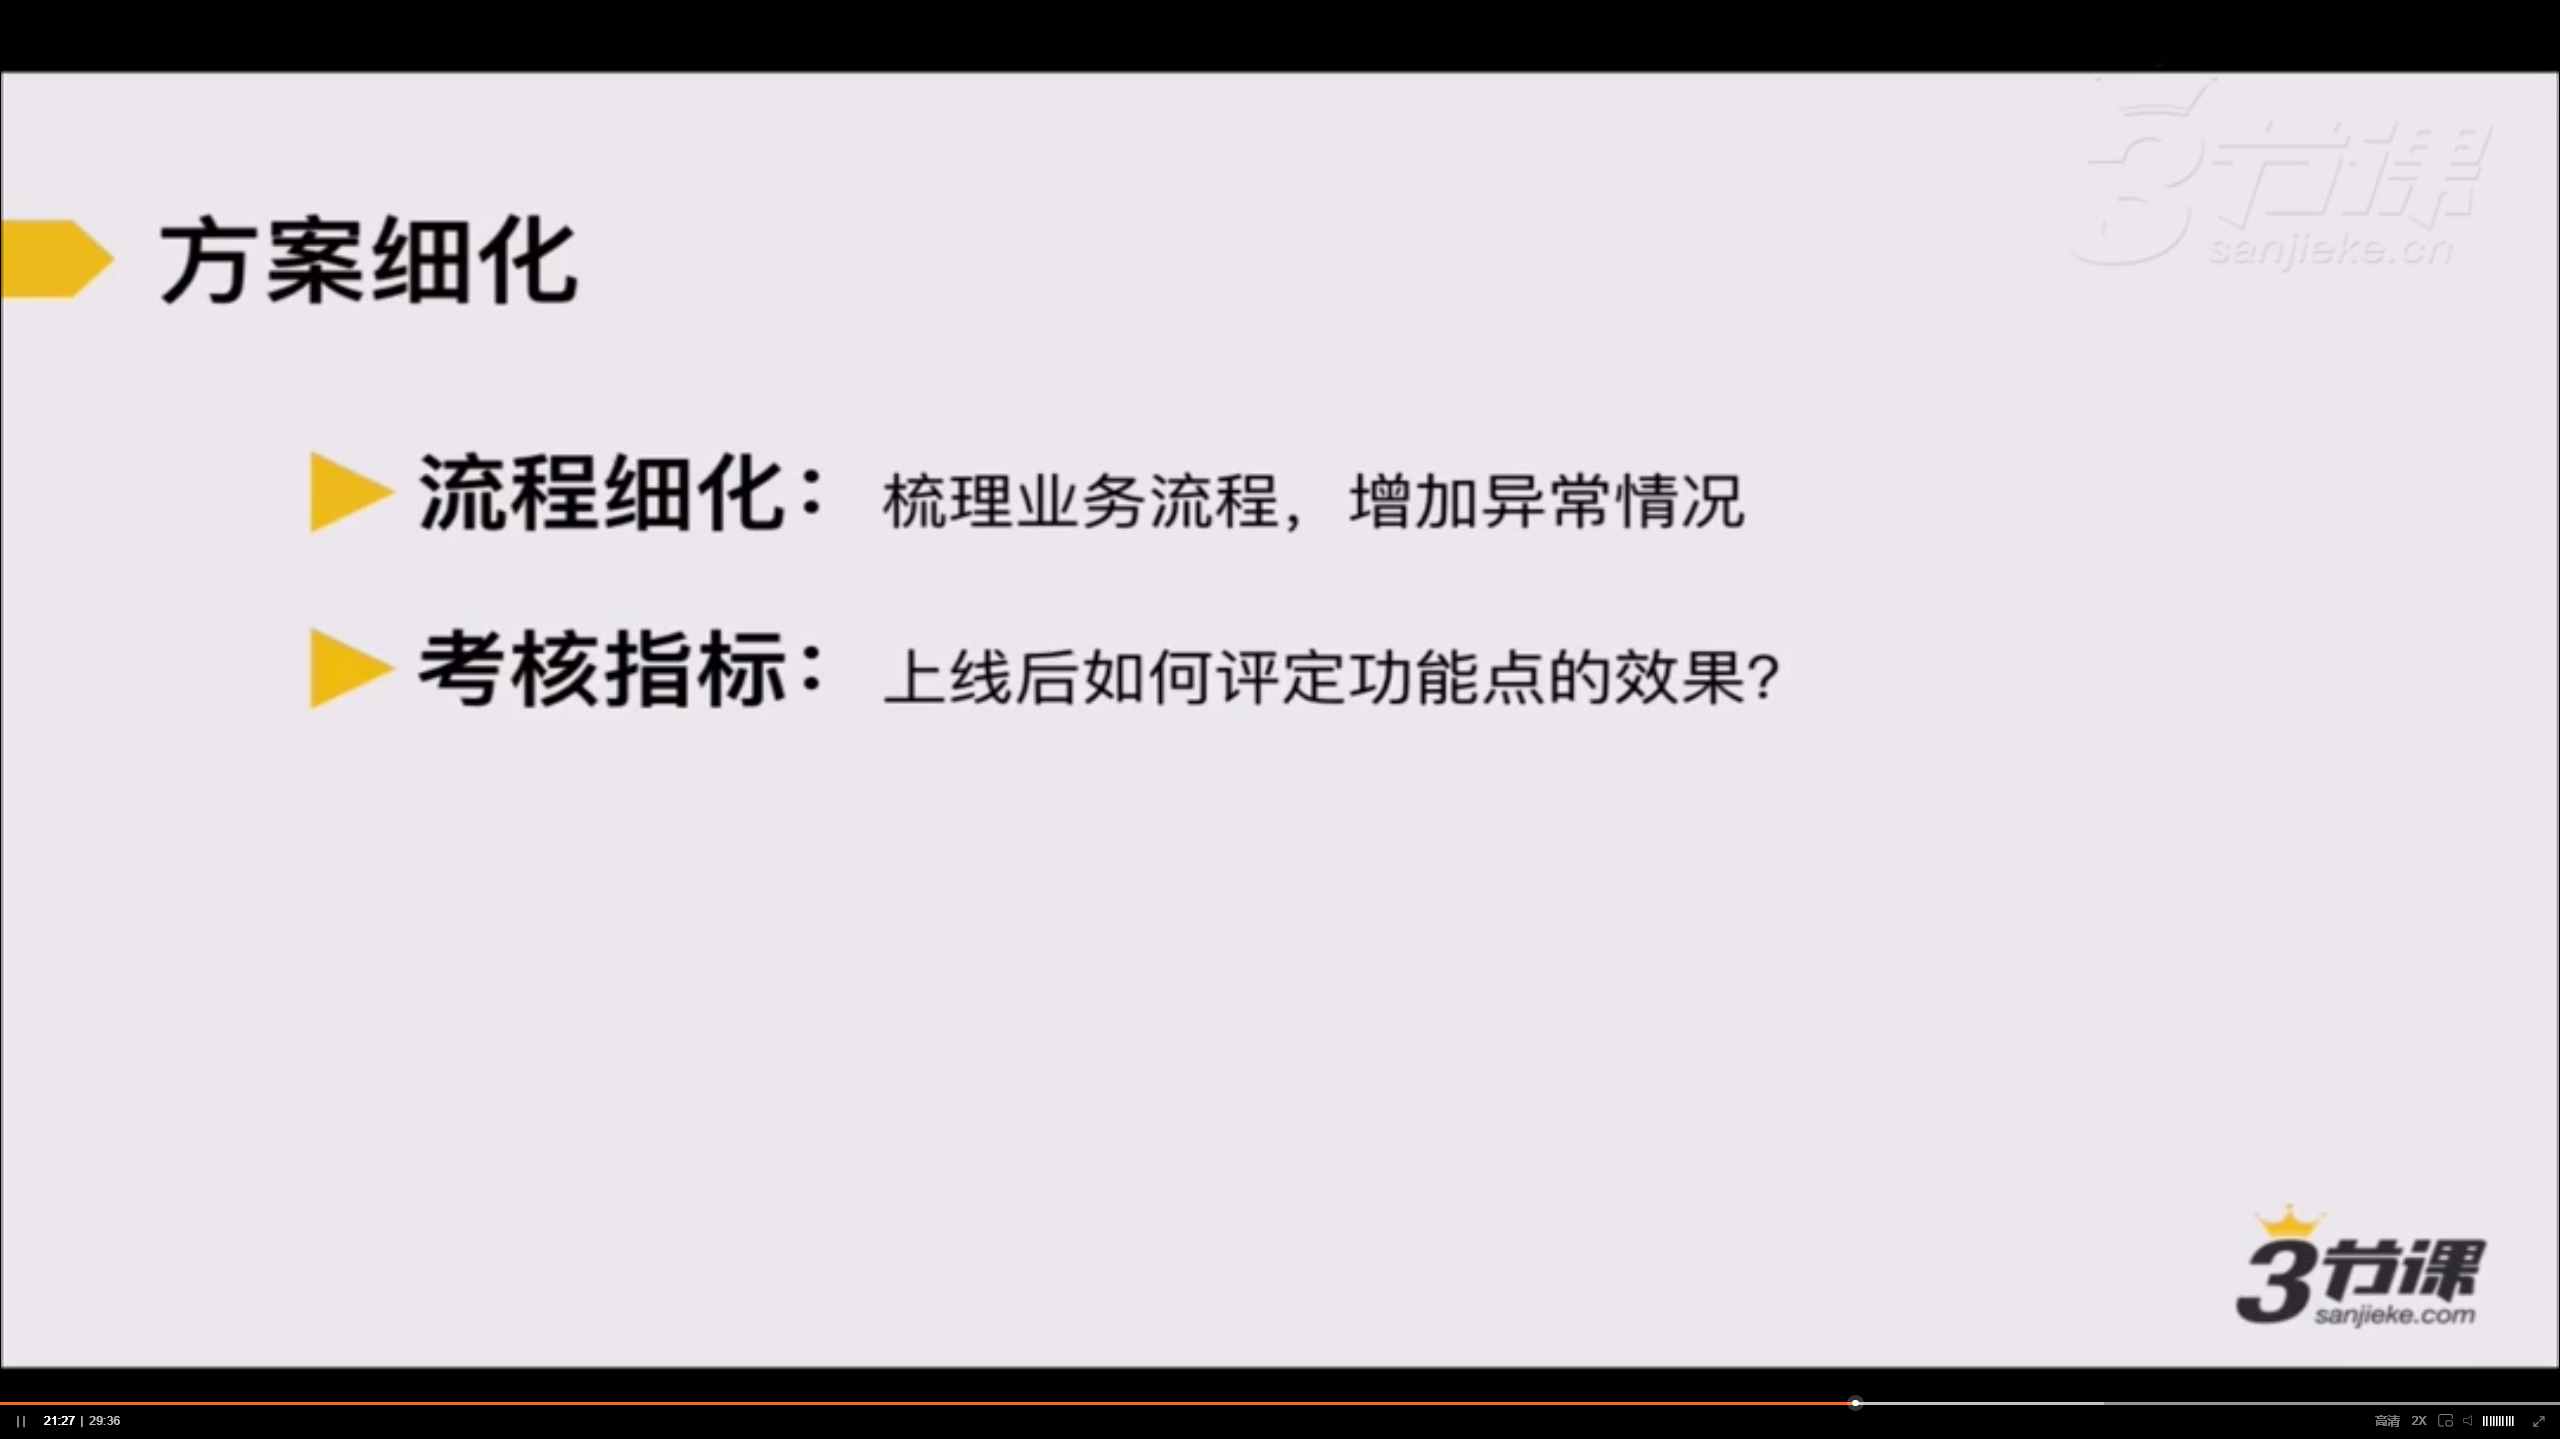 3节课
sanjieke.cn
方案细化
流程细化：梳理业务流程，增加异常情况
考核指标：上线后如何评定功能点的效果？
3节课
sanjieke.com
21:27 | 29:36
高清 2X